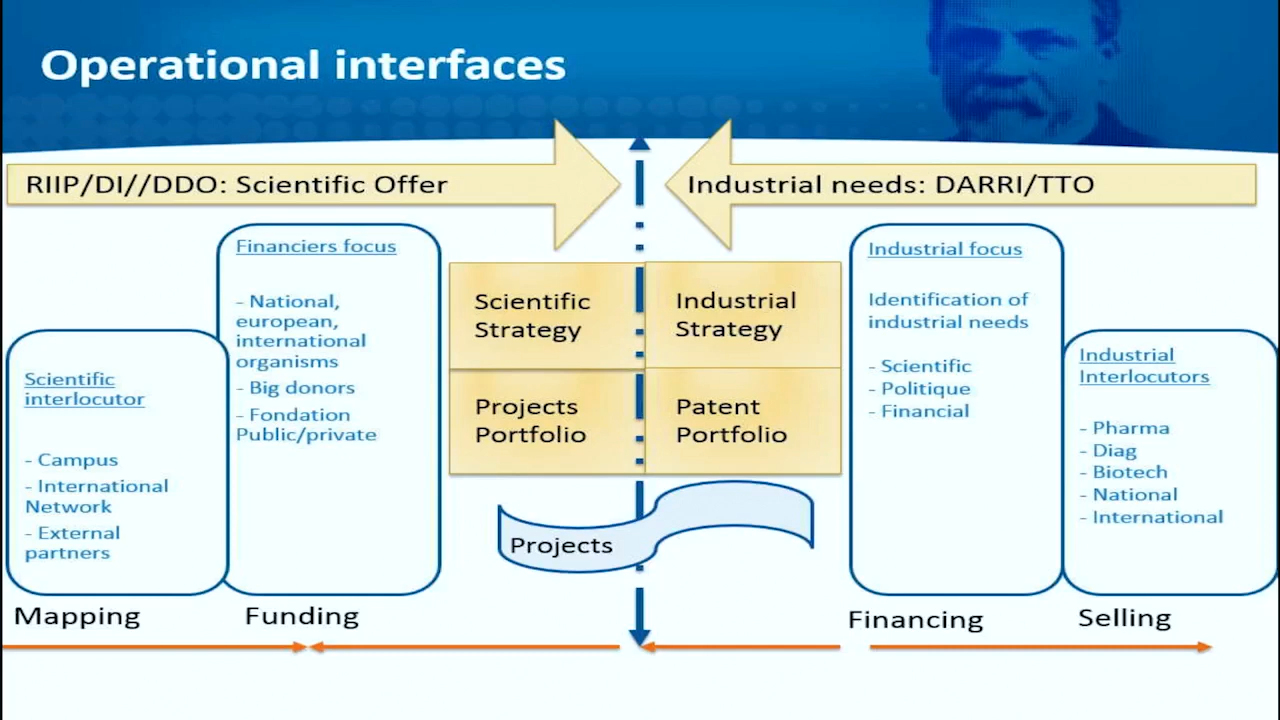 Operational interfaces
RIIP/DI//DDO: Scientific Offer
Industrial needs: DARRI/TTO
Scientific
interlocutor
- Campus
- International
Network
- External
partners
Financiers focus
- National,
european,
international
organisms
- Big donors
- Fondation
Public/private
Scientific
Strategy
Industrial
Strategy
Projects
Portfolio
Patent
Portfolio
Projects
Industrial focus
Identification of
industrial needs
- Scientific
- Politique
- Financial
Industrial
Interlocutors
- Pharma
- Diag
- Biotech
- National
- International
Mapping
Funding
Financing
Selling